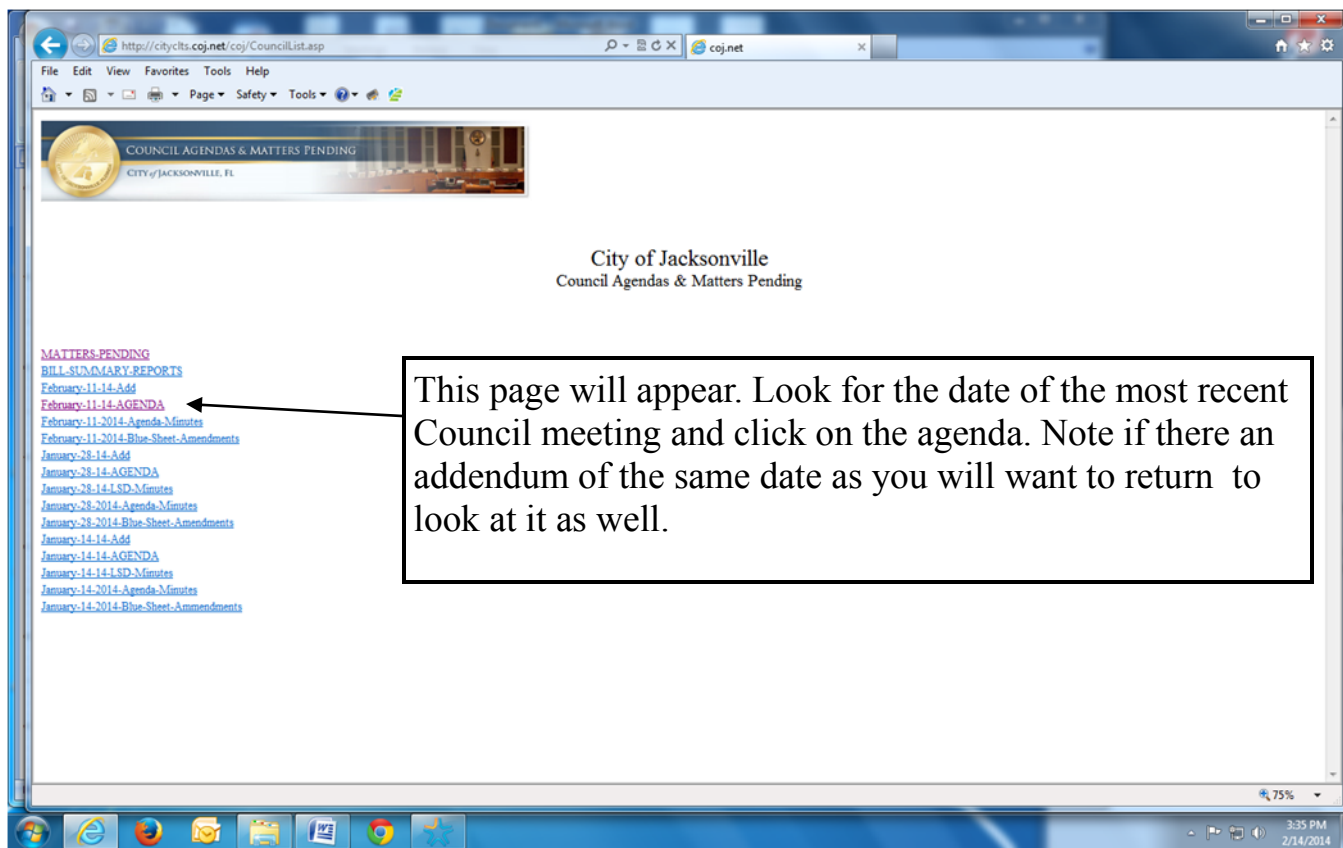 http://cityclts.coj.net/coj/CouncilList.asp
coj.net
File Edit View Favorites Tools Help
Page Safety Tools
COUNCIL AGENDAS & MATTERS PENDING
CITY of JACKSONVILLE, FL
City of Jacksonville
Council Agendas & Matters Pending
MATTERS-PENDING
BILL-SUMMARY-REPORTS
February-11-14-Add
February-11-14-AGENDA
February-11-2014-Agenda-Minutes
February-11-2014-Blue-Sheet-Amendments
January-28-14-Add
January-28-14-AGENDA
January-28-14-LSD-Minutes
January-28-2014-Agenda-Minutes
January-28-2014-Blue-Sheet-Amendments
January-14-14-Add
January-14-14-AGENDA
January-14-14-LSD-Minutes
January-14-2014-Agenda-Minutes
January-14-2014-Blue-Sheet-Ammendments
This page will appear. Look for the date of the most recent
Council meeting and click on the agenda. Note if there an
addendum of the same date as you will want to return to
look at it as well.
75%
3:35 PM
2/14/2014